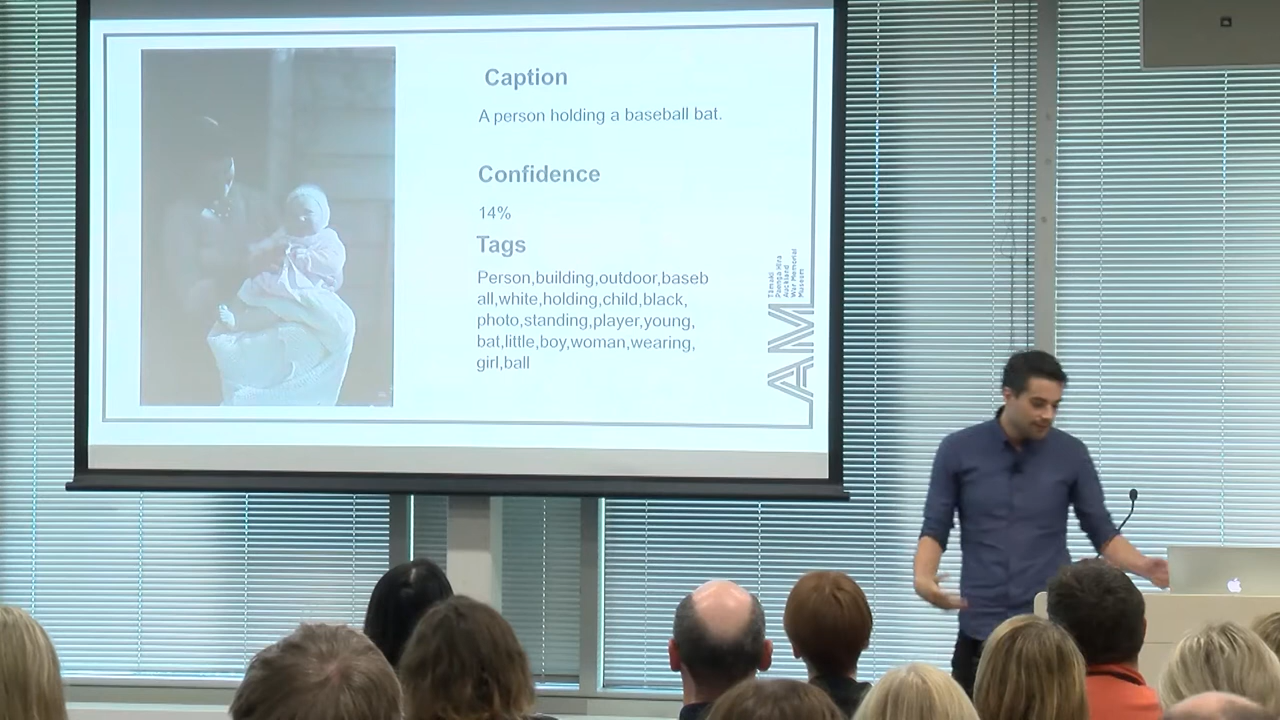 Caption
A person holding a baseball bat.
Confidence
14%
Tags
Person,building,outdoor,baseb
all,white,holding,child,black,
photo,standing,player,young,
bat,little,boy,woman,wearing,
girl,ball
Tāmaki
Paenga Hira
Auckland
War Memorial
Museum
AM